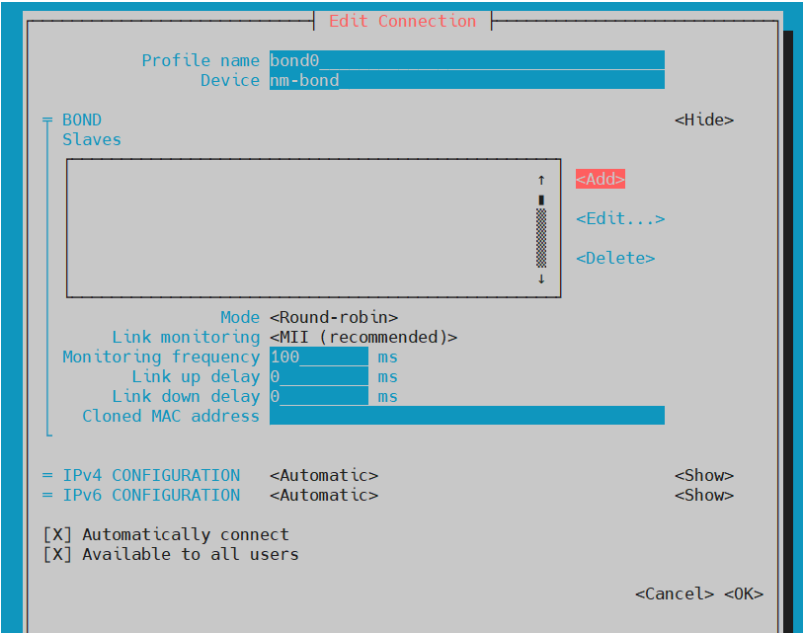 Edit Connection
Profile name bond0
Device nm-bond
BOND <Hide>
Slaves
<Add>
<Edit...>
<Delete>
Mode <Round-robin>
Link monitoring <MII (recommended)>
Monitoring frequency 100 ms
Link up delay 0 ms
Link down delay 0 ms
Cloned MAC address
= IPv4 CONFIGURATION <Automatic> <Show>
= IPv6 CONFIGURATION <Automatic> <Show>
[X] Automatically connect
[X] Available to all users
<Cancel> <OK>